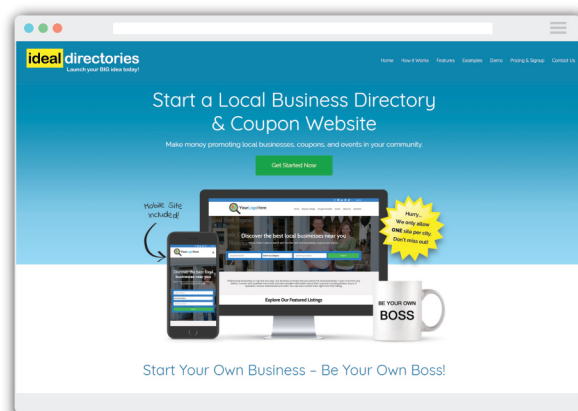 ideal directories
Launch your BIG idea today!
Home How it Works Features Examples Demo Pricing & Signup Contact Us
Start a Local Business Directory
& Coupon Website
Make money promoting local businesses, coupons, and events in your community.
Get Started Now
Mobile Site
included!
YourLogoHere
Discover the best local businesses near you
Explore Our Featured Listings
Discover the best local
businesses near you
Hurry...
We only allow
ONE site per city.
Don't miss out!
BE YOUR OWN
BOSS
Start Your Own Business – Be Your Own Boss!